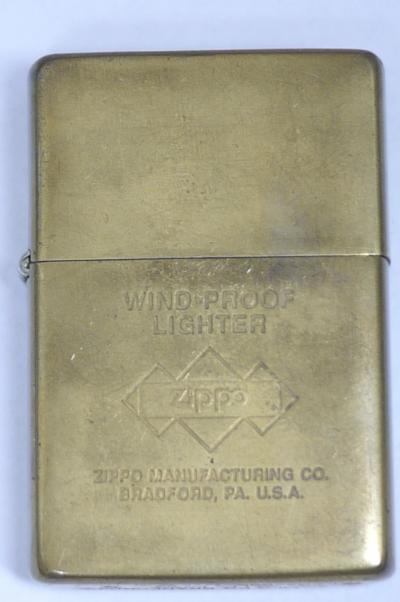 WIND PROOF
LIGHTER
zippo
ZIPPO MANUFACTURING CO.
BRADFORD, PA. U.S.A.